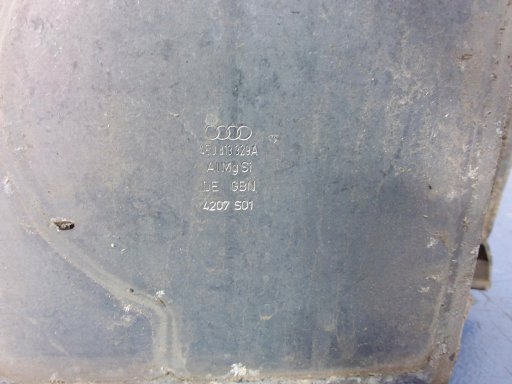 4E0 813 329A
AlMgSi
DE GBN
4207 S01